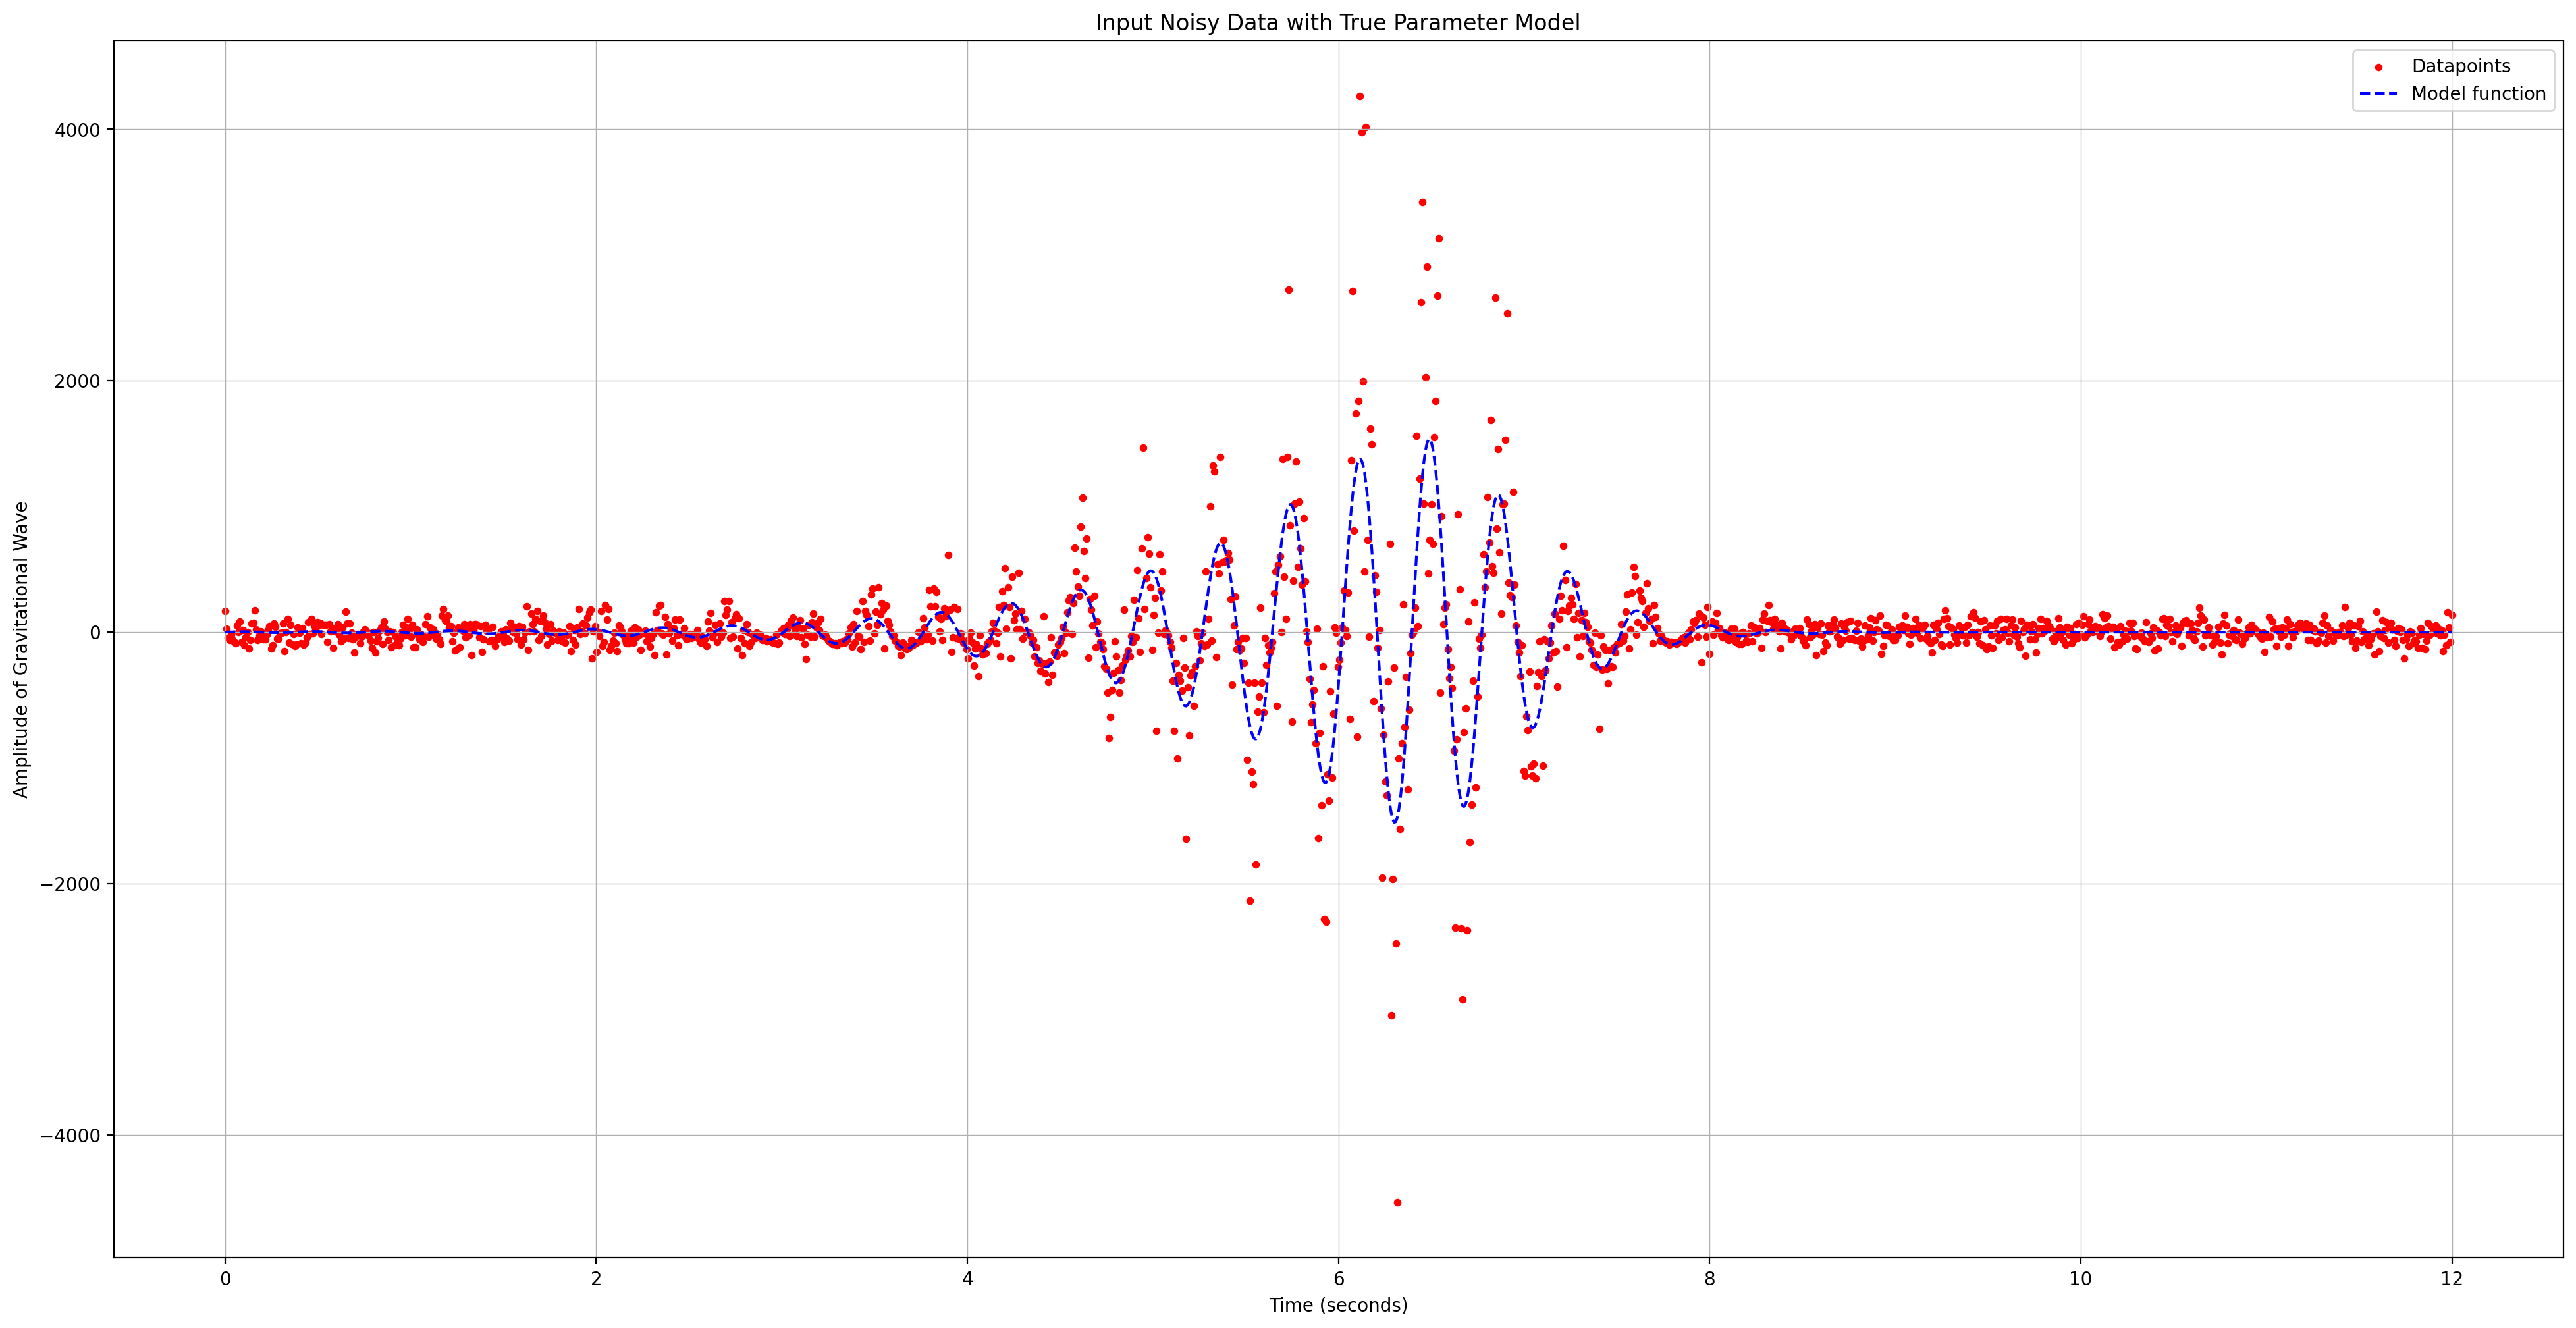 Input Noisy Data with True Parameter Model
Datapoints
Model function
4000
2000
0
−2000
−4000
Amplitude of Gravitational Wave
0 2 4 6 8 10 12
Time (seconds)